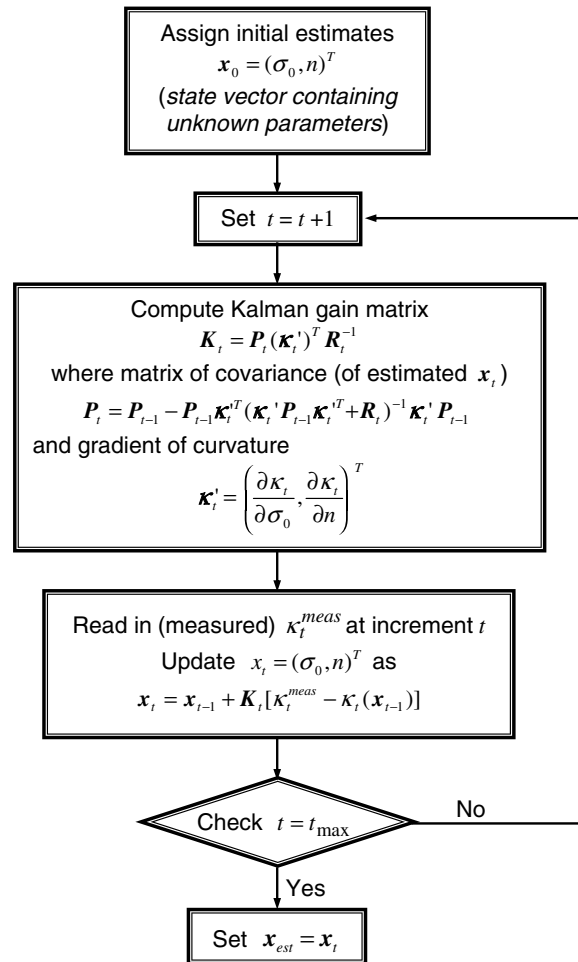 Assign initial estimates
x₀ = (σ₀, n)ᵀ
(state vector containing
unknown parameters)
Set t = t +1
Compute Kalman gain matrix
Kₜ = Pₜ (κₜ')ᵀ Rₜ⁻¹
where matrix of covariance (of estimated xₜ )
Pₜ = Pₜ₋₁ − Pₜ₋₁κₜ'ᵀ (κₜ' Pₜ₋₁κₜ'ᵀ + Rₜ)⁻¹ κₜ' Pₜ₋₁
and gradient of curvature
κₜ' = (∂κₜ/∂σ₀, ∂κₜ/∂n)ᵀ
Read in (measured) κₜᵐᵉᵃˢ at increment t
Update xₜ = (σ₀, n)ᵀ as
xₜ = xₜ₋₁ + Kₜ[κₜᵐᵉᵃˢ − κₜ(xₜ₋₁)]
Check t = tₘₐₓ
No
Yes
Set xₑₛₜ = xₜ